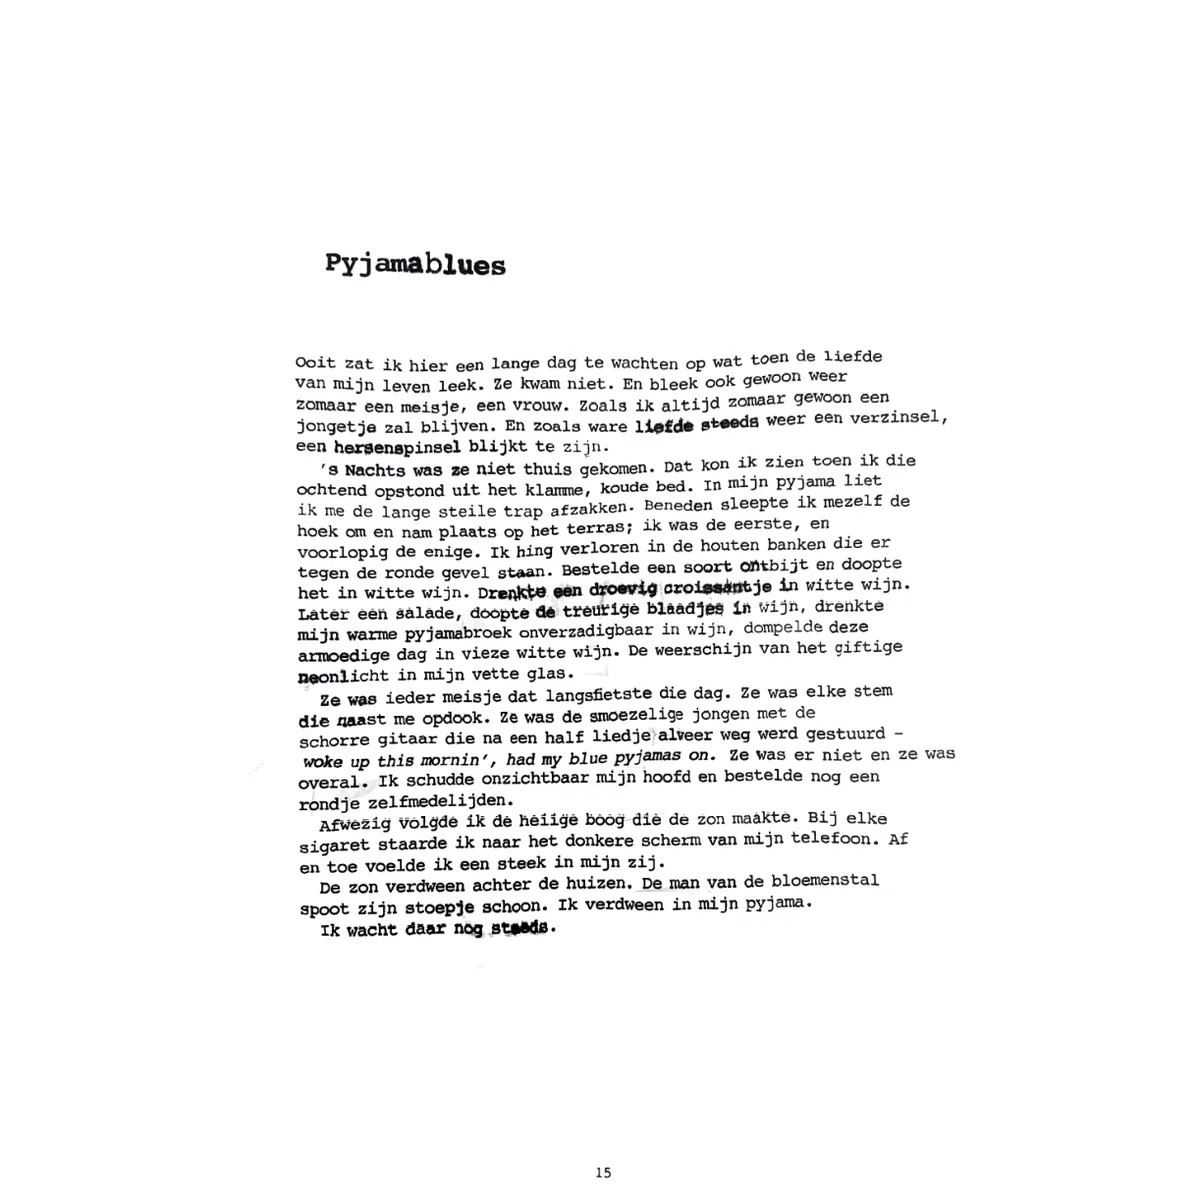 Pyjamablues
Ooit zat ik hier een lange dag te wachten op wat toen de liefde
van mijn leven leek. Ze kwam niet. En bleek ook gewoon weer
zomaar een meisje, een vrouw. Zoals ik altijd zomaar gewoon een
jongetje zal blijven. En zoals ware liefde steeds weer een verzinsel,
een hersenspinsel blijkt te zijn.
's Nachts was ze niet thuis gekomen. Dat kon ik zien toen ik die
ochtend opstond uit het klamme, koude bed. In mijn pyjama liet
ik me de lange steile trap afzakken. Beneden sleepte ik mezelf de
hoek om en nam plaats op het terras; ik was de eerste, en
voorlopig de enige. Ik hing verloren in de houten banken die er
tegen de ronde gevel staan. Bestelde een soort ontbijt en doopte
het in witte wijn. Drenkte een droevig croissantje in witte wijn.
Later een salade, doopte de treurige blaadjes in wijn, drenkte
mijn warme pyjamabroek onverzadigbaar in wijn, dompelde deze
armoedige dag in vieze witte wijn. De weerschijn van het giftige
neonlicht in mijn vette glas.
Ze was ieder meisje dat langsfietste die dag. Ze was elke stem
die naast me opdook. Ze was de smoezelige jongen met de
schorre gitaar die na een half liedje alweer weg werd gestuurd –
woke up this mornin', had my blue pyjamas on. Ze was er niet en ze was
overal. Ik schudde onzichtbaar mijn hoofd en bestelde nog een
rondje zelfmedelijden.
Afwezig volgde ik de heilige boog die de zon maakte. Bij elke
sigaret staarde ik naar het donkere scherm van mijn telefoon. Af
en toe voelde ik een steek in mijn zij.
De zon verdween achter de huizen. De man van de bloemenstal
spoot zijn stoepje schoon. Ik verdween in mijn pyjama.
Ik wacht daar nog steeds.
15